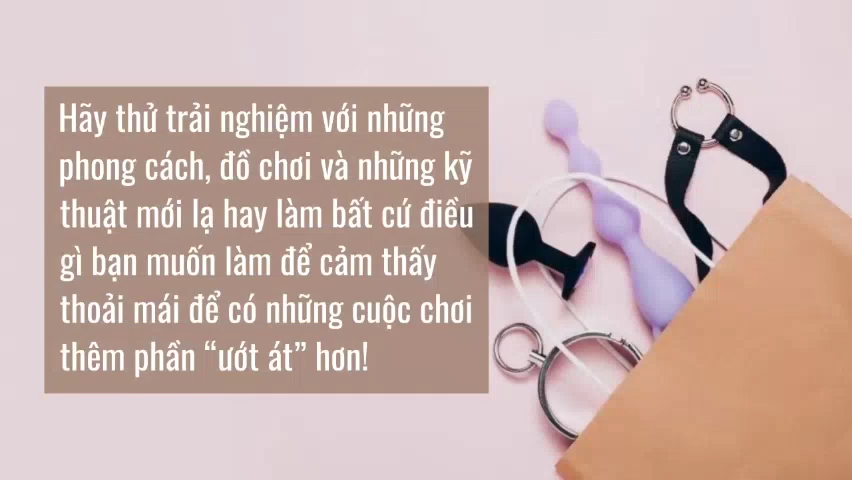 Hãy thử trải nghiệm với những
phong cách, đồ chơi và những kỹ
thuật mới lạ hay làm bất cứ điều
gì bạn muốn làm để cảm thấy
thoải mái để có những cuộc chơi
thêm phần “ướt át” hơn!